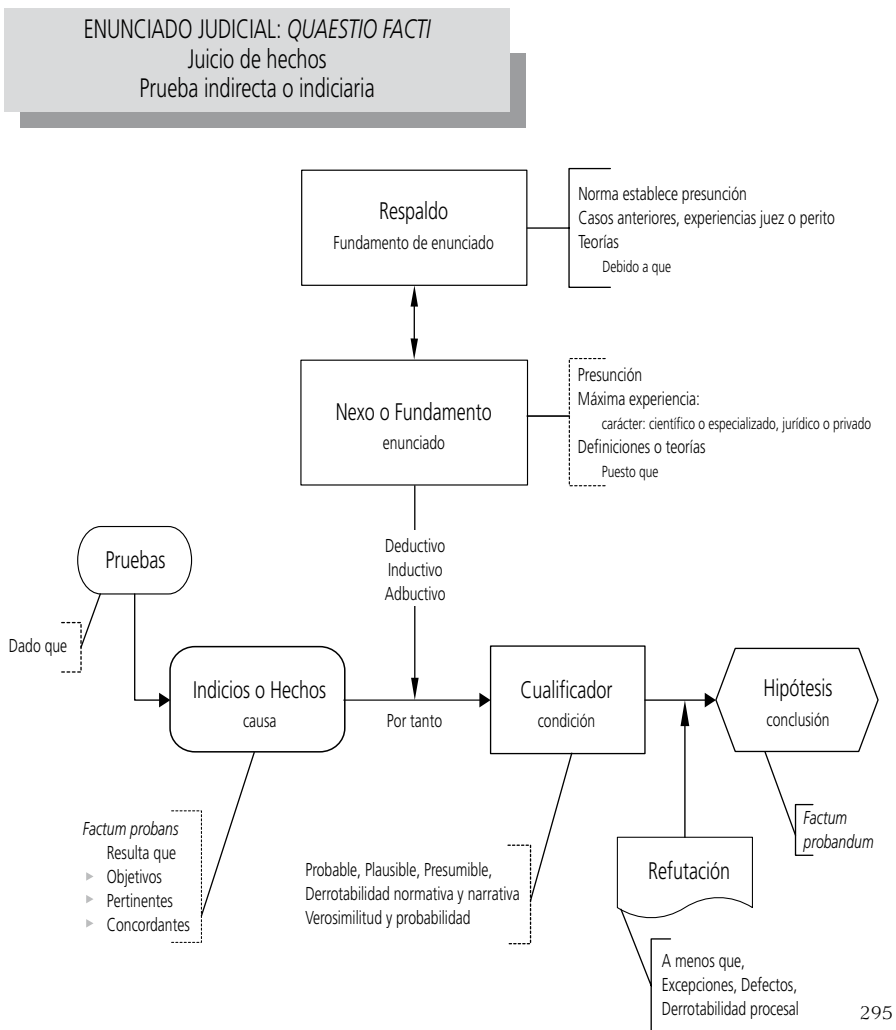 ENUNCIADO JUDICIAL: QUAESTIO FACTI
Juicio de hechos
Prueba indirecta o indiciaria
Respaldo
Fundamento de enunciado
Norma establece presunción
Casos anteriores, experiencias juez o perito
Teorías
Debido a que
Nexo o Fundamento
enunciado
Presunción
Máxima experiencia:
carácter: científico o especializado, jurídico o privado
Definiciones o teorías
Puesto que
Deductivo
Inductivo
Adbuctivo
Pruebas
Dado que
Indicios o Hechos
causa
Por tanto
Cualificador
condición
Hipótesis
conclusión
Factum probans
Resulta que
Objetivos
Pertinentes
Concordantes
Probable, Plausible, Presumible,
Derrotabilidad normativa y narrativa
Verosimilitud y probabilidad
Refutación
Factum
probandum
A menos que,
Excepciones, Defectos,
Derrotabilidad procesal
295